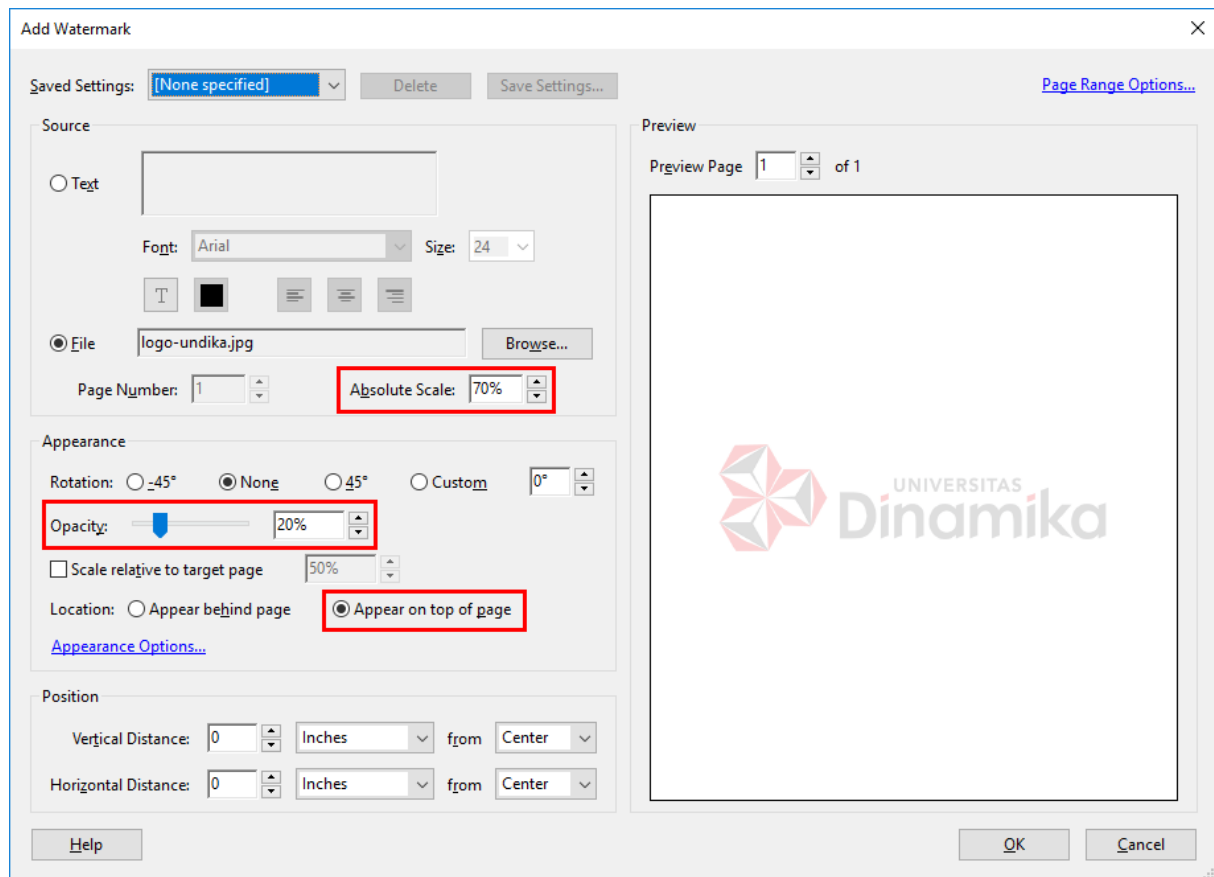 Add Watermark
Saved Settings: [None specified] Delete Save Settings... Page Range Options...
Source
Text
Font: Arial Size: 24
T
File logo-undika.jpg Browse...
Page Number: 1 Absolute Scale: 70%
Appearance
Rotation: -45° None 45° Custom 0°
Opacity: 20%
Scale relative to target page 50%
Location: Appear behind page Appear on top of page
Appearance Options...
Position
Vertical Distance: 0 Inches from Center
Horizontal Distance: 0 Inches from Center
Preview
Preview Page 1 of 1
UNIVERSITAS
Dinamika
Help OK Cancel